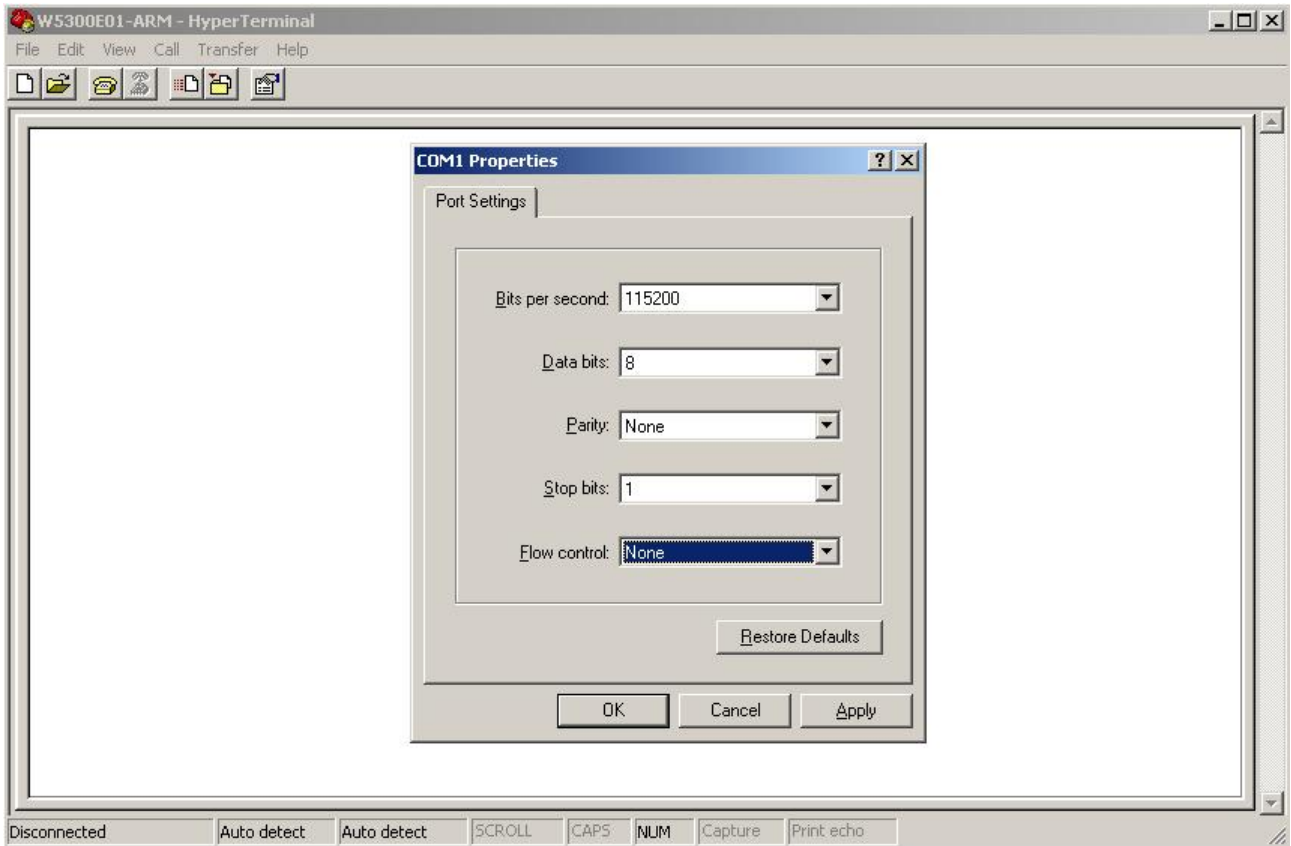 W5300E01-ARM - HyperTerminal
File Edit View Call Transfer Help
COM1 Properties
Port Settings
Bits per second: 115200
Data bits: 8
Parity: None
Stop bits: 1
Flow control: None
Restore Defaults
OK Cancel Apply
Disconnected Auto detect Auto detect SCROLL CAPS NUM Capture Print echo